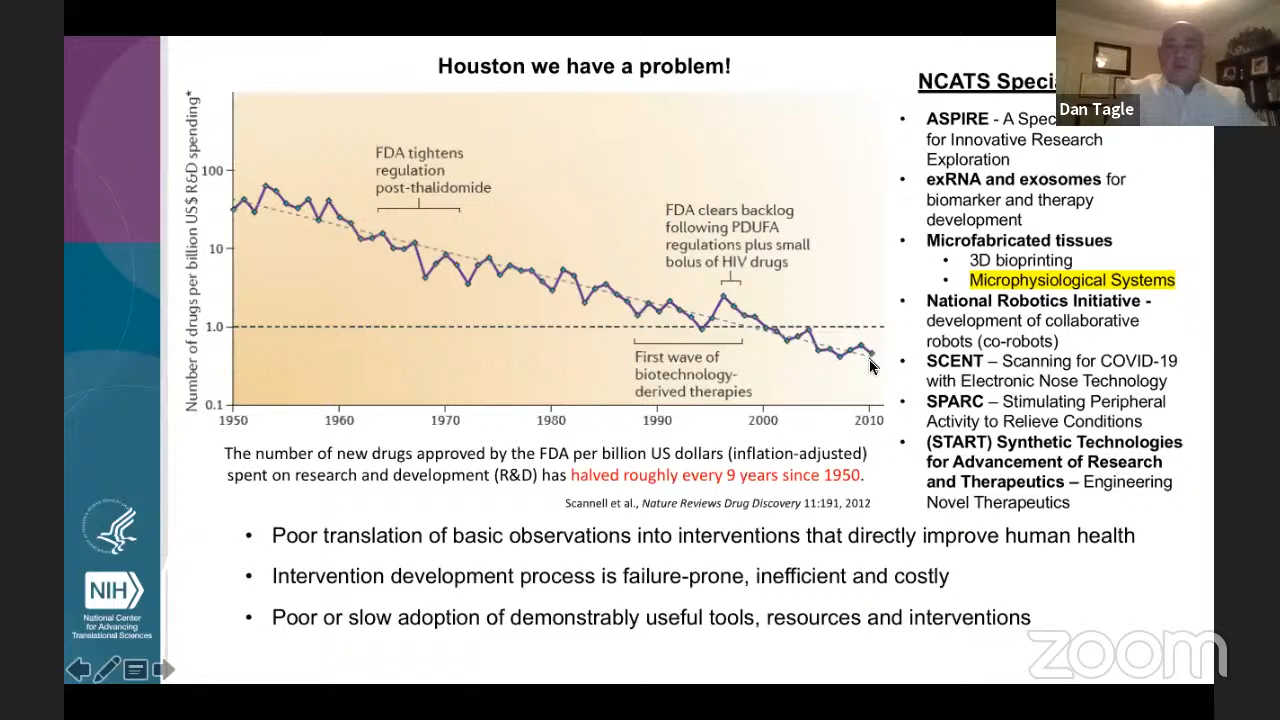 Houston we have a problem!
Number of drugs per billion US$ R&D spending*
100
10
1.0
0.1
1950
1960
1970
1980
1990
2000
2010
FDA tightens
regulation
post-thalidomide
FDA clears backlog
following PDUFA
regulations plus small
bolus of HIV drugs
First wave of
biotechnology-
derived therapies
The number of new drugs approved by the FDA per billion US dollars (inflation-adjusted)
spent on research and development (R&D) has halved roughly every 9 years since 1950.
Scannell et al., Nature Reviews Drug Discovery 11:191, 2012
NCATS Specia
• ASPIRE - A Spec
for Innovative Research
Exploration
• exRNA and exosomes for
biomarker and therapy
development
• Microfabricated tissues
• 3D bioprinting
• Microphysiological Systems
• National Robotics Initiative -
development of collaborative
robots (co-robots)
• SCENT – Scanning for COVID-19
with Electronic Nose Technology
• SPARC – Stimulating Peripheral
Activity to Relieve Conditions
• (START) Synthetic Technologies
for Advancement of Research
and Therapeutics – Engineering
Novel Therapeutics
• Poor translation of basic observations into interventions that directly improve human health
• Intervention development process is failure-prone, inefficient and costly
• Poor or slow adoption of demonstrably useful tools, resources and interventions
NIH
National Center
for Advancing
Translational Sciences
Dan Tagle
zoom